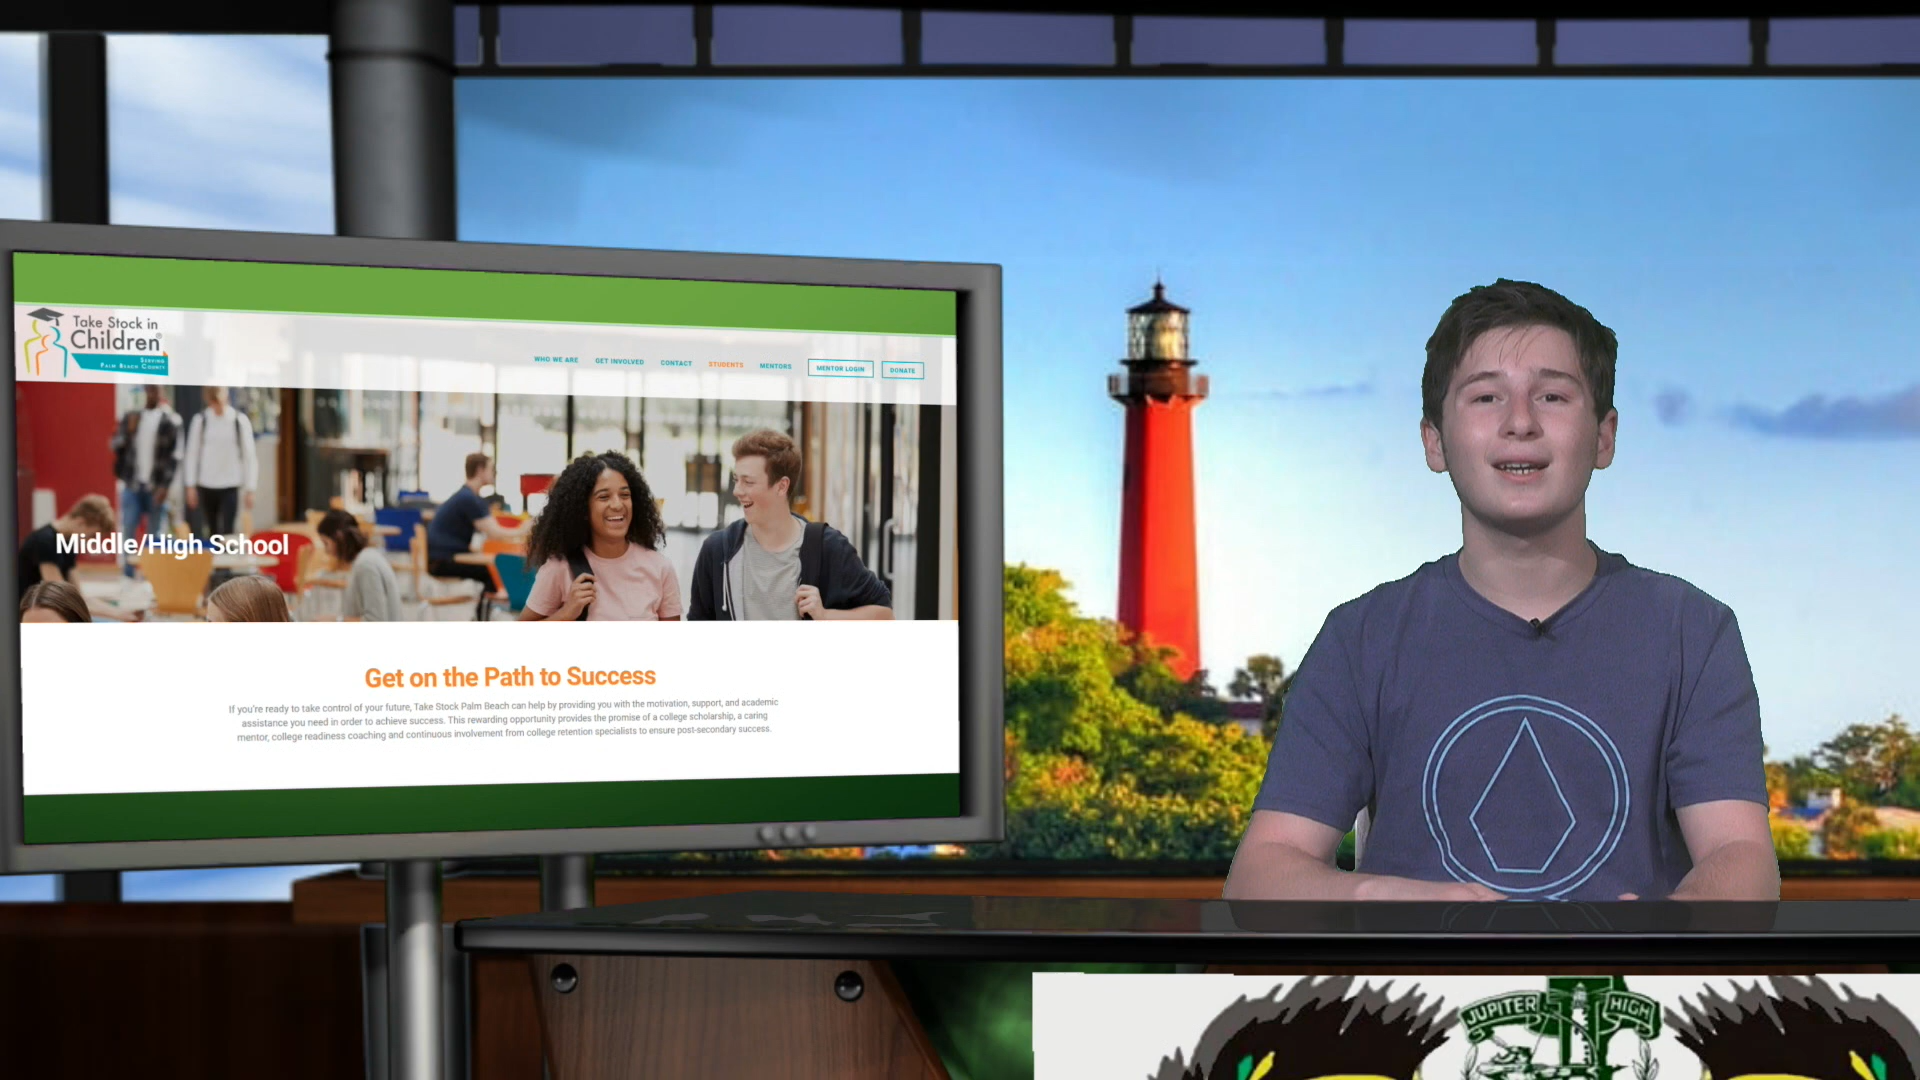 Take Stock in
Children®
SERVING
PALM BEACH COUNTY
WHO WE ARE GET INVOLVED CONTACT STUDENTS MENTORS MENTOR LOGIN DONATE
Middle/High School
Get on the Path to Success
If you're ready to take control of your future, Take Stock Palm Beach can help by providing you with the motivation, support, and academic
assistance you need in order to achieve success. This rewarding opportunity provides the promise of a college scholarship, a caring
mentor, college readiness coaching and continuous involvement from college retention specialists to ensure post-secondary success.
JUPITER HIGH